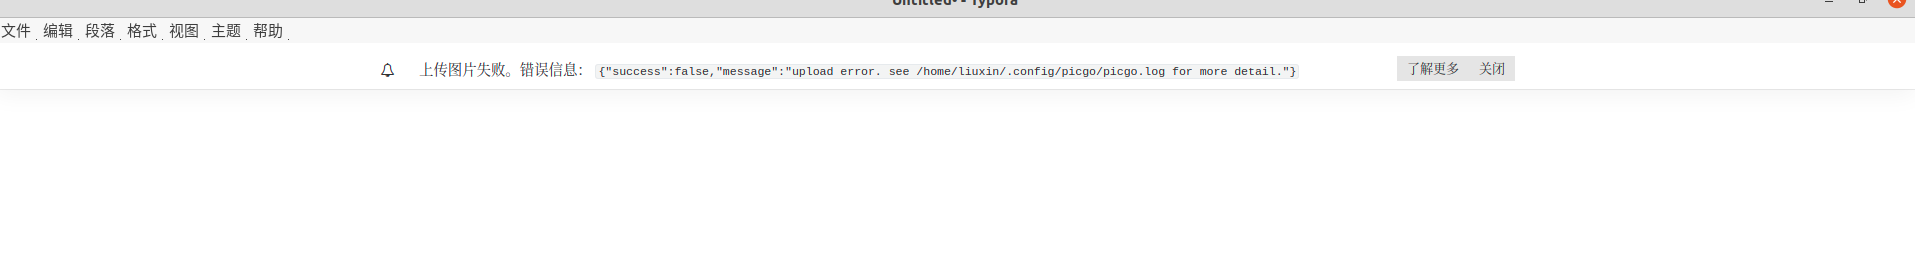 Untitled• - Typora
文件 编辑 段落 格式 视图 主题 帮助
上传图片失败。错误信息： {"success":false,"message":"upload error. see /home/liuxin/.config/picgo/picgo.log for more detail."} 了解更多 关闭